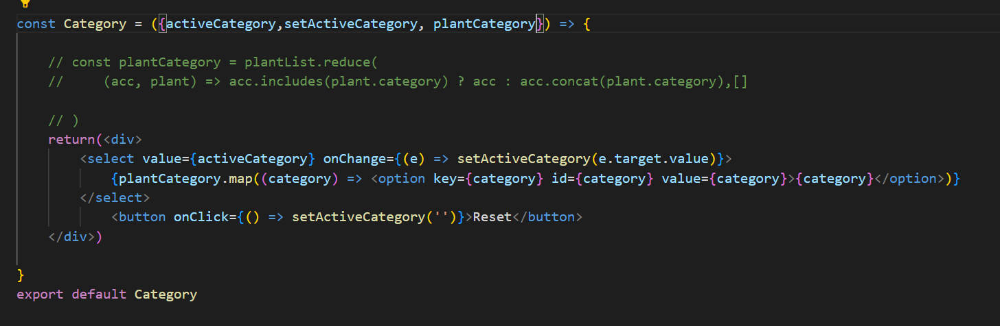 const Category = ({activeCategory,setActiveCategory, plantCategory}) => {
// const plantCategory = plantList.reduce(
//     (acc, plant) => acc.includes(plant.category) ? acc : acc.concat(plant.category),[]
// )
return(<div>
<select value={activeCategory} onChange={(e) => setActiveCategory(e.target.value)}>
{plantCategory.map((category) => <option key={category} id={category} value={category}>{category}</option>)}
</select>
<button onClick={() => setActiveCategory('')}>Reset</button>
</div>)
}
export default Category